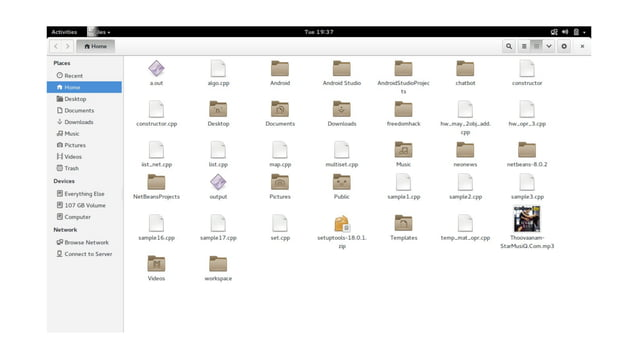 Activities
Files
Tue 19:37
Home
Places
Recent
Home
Desktop
Documents
Downloads
Music
Pictures
Videos
Trash
Devices
Everything Else
107 GB Volume
Computer
Network
Browse Network
Connect to Server
a.out
algo.cpp
Android
Android Studio
AndroidStudioProjec
ts
chatbot
constructor
constructor.cpp
Desktop
Documents
Downloads
freedomhack
hw_may_2obj_add.
cpp
hw_opr_3.cpp
list_net.cpp
list.cpp
map.cpp
multiset.cpp
Music
neonews
netbeans-8.0.2
NetBeansProjects
output
Pictures
Public
sample1.cpp
sample2.cpp
sample3.cpp
sample16.cpp
sample17.cpp
set.cpp
setuptools-18.0.1.
zip
Templates
temp_mat_opr.cpp
Thoovaanam-
StarMusiQ.Com.mp3
Videos
workspace